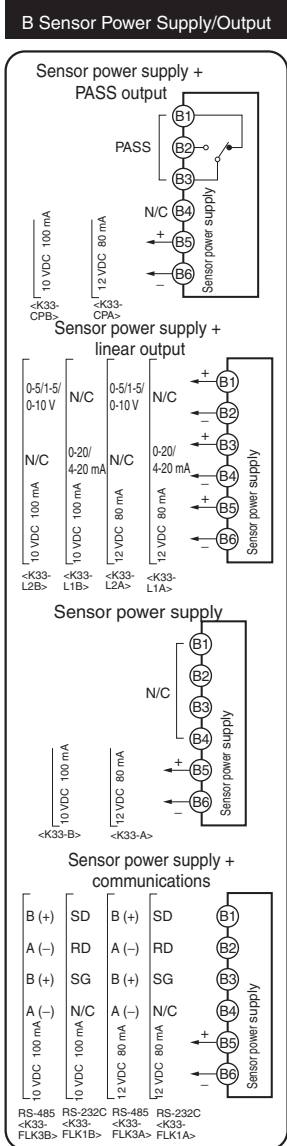 B Sensor Power Supply/Output
Sensor power supply +
PASS output
PASS
B1
B2
B3
N/C B4
+ B5
− B6
Sensor power supply
10 VDC 100 mA
12 VDC 80 mA
<K33-
CPB>
<K33-
CPA>
Sensor power supply +
linear output
0-5/1-5/
0-10 V
N/C
0-5/1-5/
0-10 V
N/C
+ B1
− B2
N/C
0-20/
4-20 mA
N/C
0-20/
4-20 mA
+ B3
− B4
10 VDC 100 mA
10 VDC 100 mA
12 VDC 80 mA
12 VDC 80 mA
+ B5
− B6
Sensor power supply
<K33-
L2B>
<K33-
L1B>
<K33-
L2A>
<K33-
L1A>
Sensor power supply
N/C
B1
B2
B3
B4
+ B5
− B6
Sensor power supply
10 VDC 100 mA
12 VDC 80 mA
<K33-B>
<K33-A>
Sensor power supply +
communications
B (+) SD B (+) SD B1
A (−) RD A (−) RD B2
B (+) SG B (+) SG B3
A (−) N/C A (−) N/C B4
10 VDC 100 mA
10 VDC 100 mA
12 VDC 80 mA
12 VDC 80 mA
+ B5
− B6
Sensor power supply
RS-485 RS-232C RS-485 RS-232C
<K33-
FLK3B>
<K33-
FLK1B>
<K33-
FLK3A>
<K33-
FLK1A>